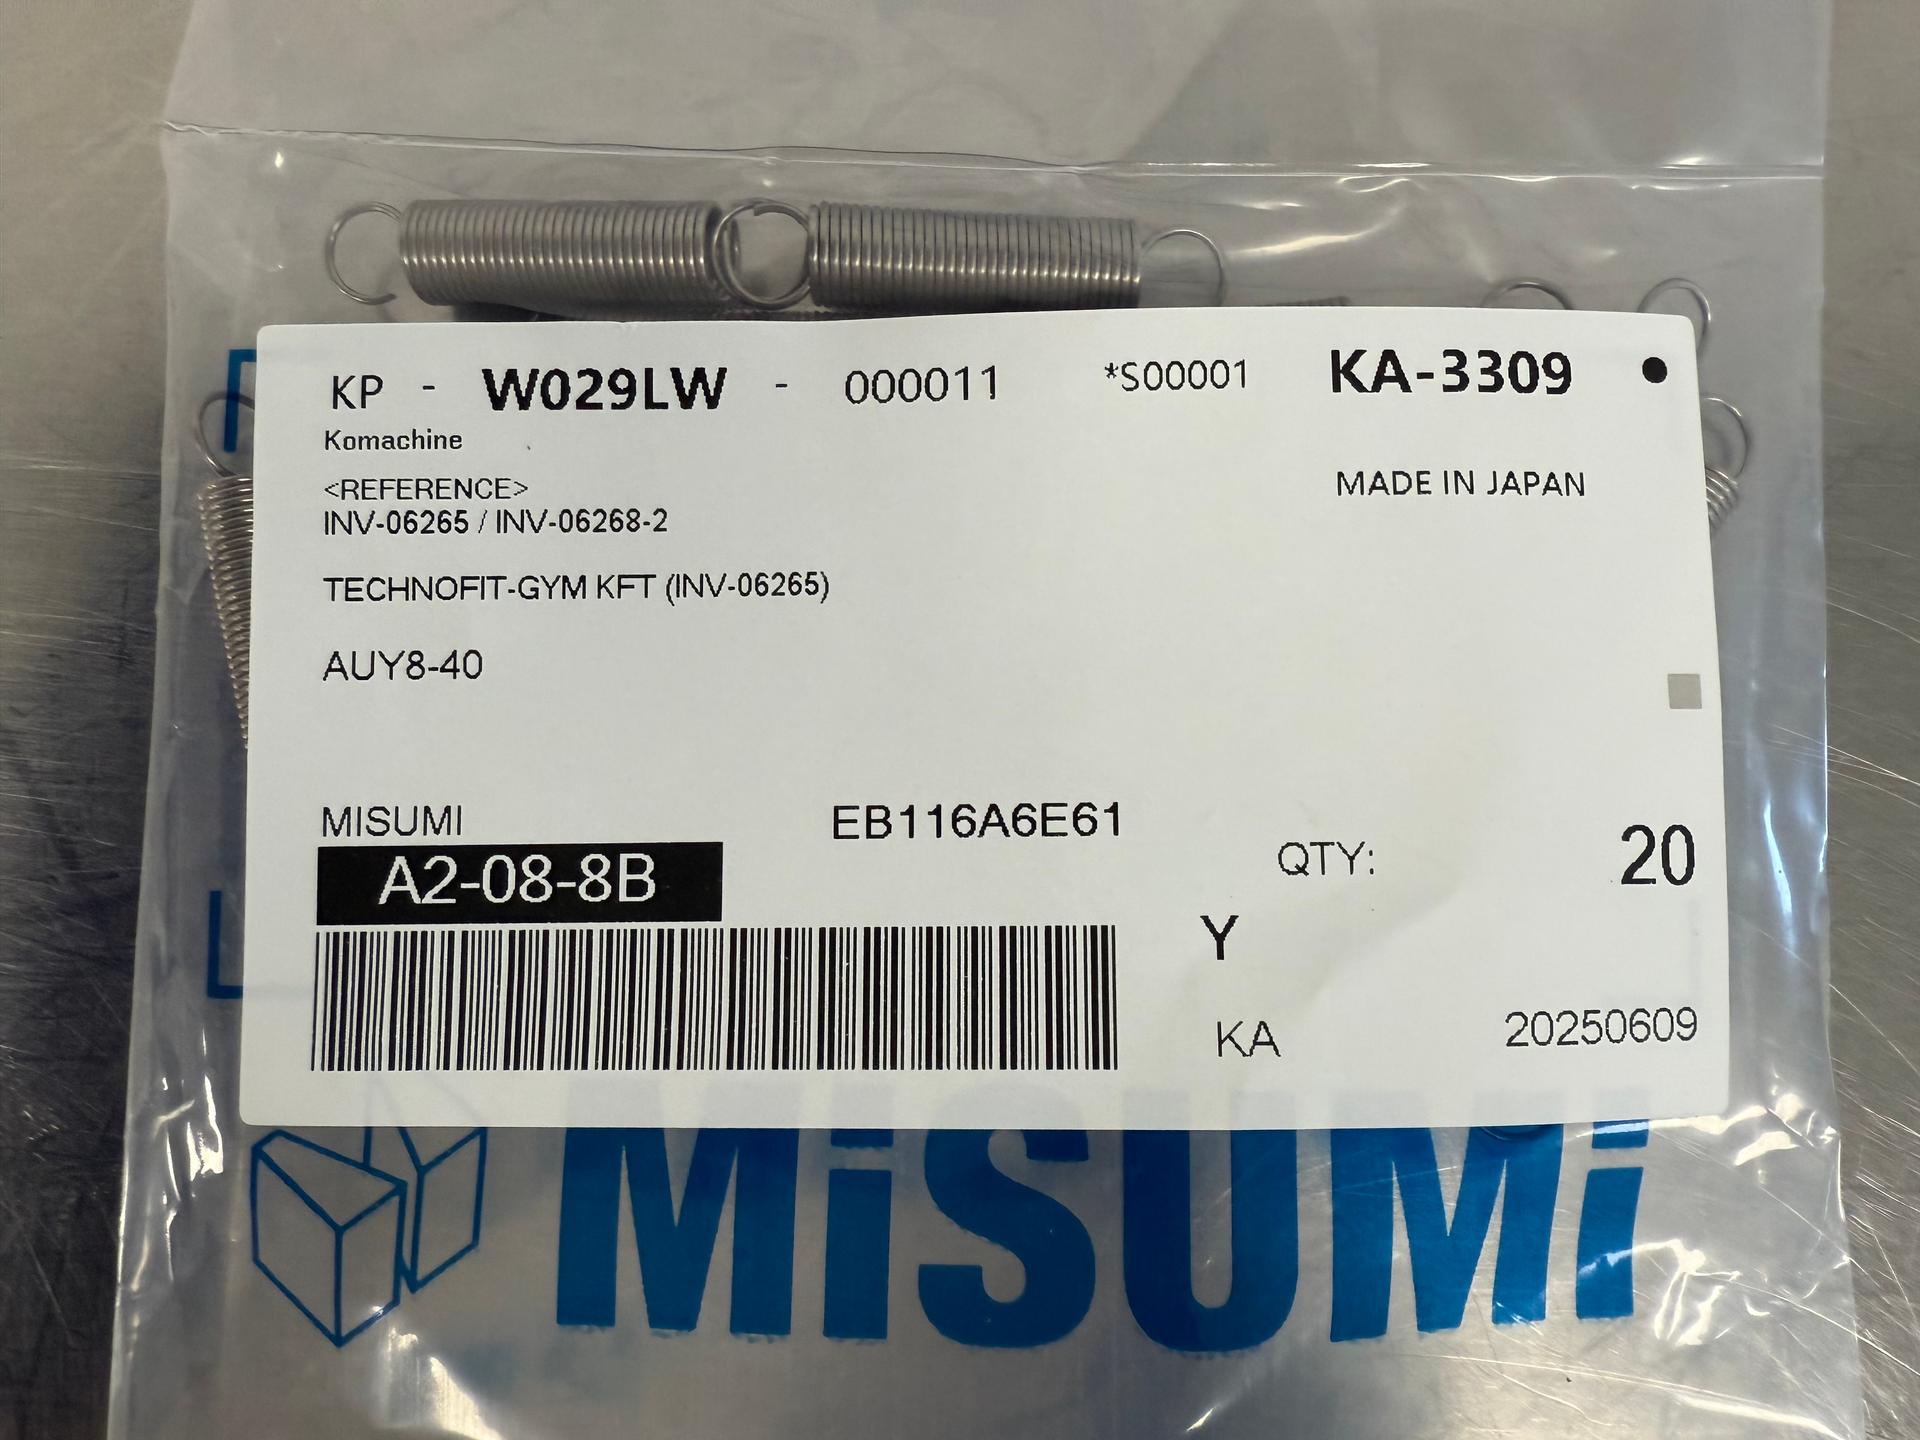 KP - W029LW - 000011 *S00001 KA-3309
Komachine
<REFERENCE>
MADE IN JAPAN
INV-06265 / INV-06268-2
TECHNOFIT-GYM KFT (INV-06265)
AUY8-40
MISUMI EB116A6E61
A2-08-8B
QTY: 20
Y
KA 20250609
MiSUMi